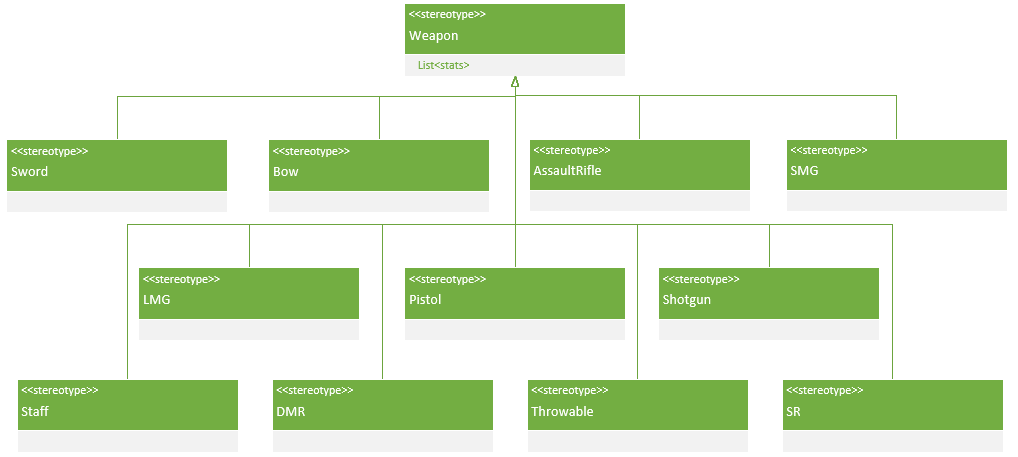 <<stereotype>>
Weapon
List<stats>
<<stereotype>>
Sword
<<stereotype>>
Bow
<<stereotype>>
AssaultRifle
<<stereotype>>
SMG
<<stereotype>>
LMG
<<stereotype>>
Pistol
<<stereotype>>
Shotgun
<<stereotype>>
Staff
<<stereotype>>
DMR
<<stereotype>>
Throwable
<<stereotype>>
SR